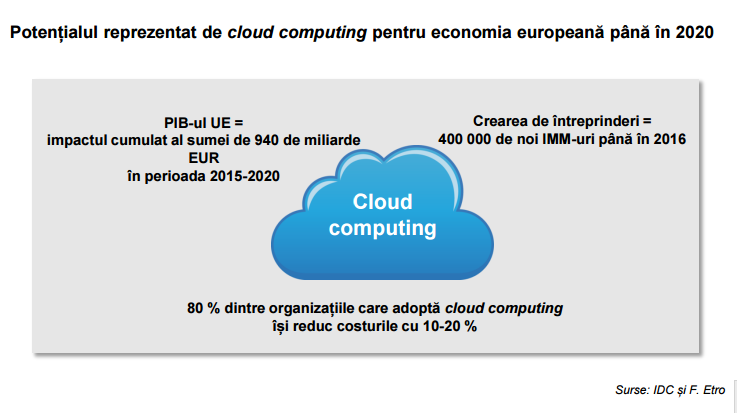 Potențialul reprezentat de cloud computing pentru economia europeană până în 2020
PIB-ul UE =
impactul cumulat al sumei de 940 de miliarde
EUR
în perioada 2015-2020
Crearea de întreprinderi =
400 000 de noi IMM-uri până în 2016
Cloud
computing
80 % dintre organizațiile care adoptă cloud computing
își reduc costurile cu 10-20 %
Surse: IDC și F. Etro